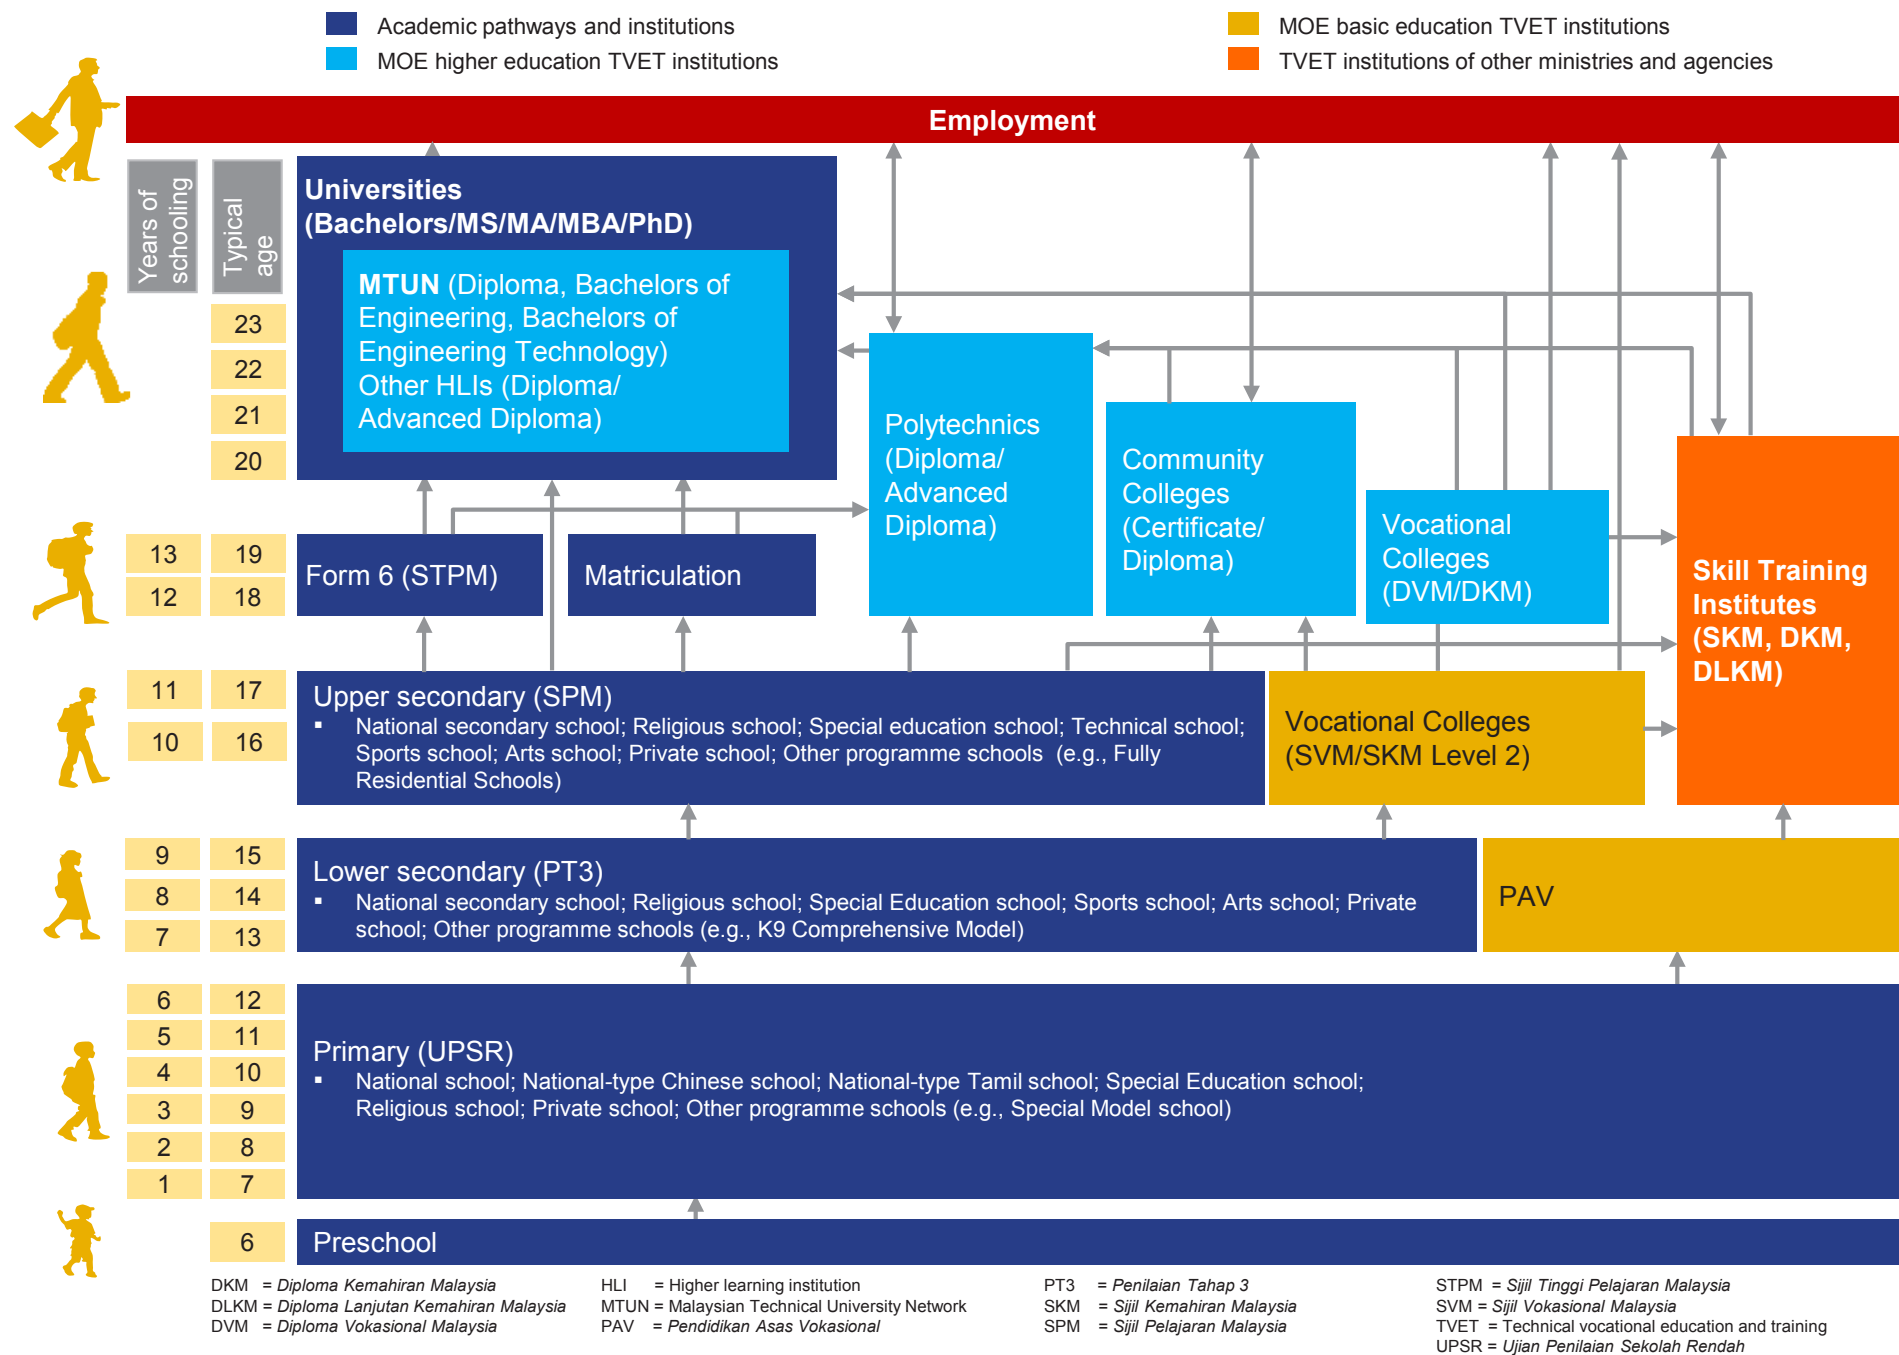 Academic pathways and institutions
MOE higher education TVET institutions
MOE basic education TVET institutions
TVET institutions of other ministries and agencies
Employment
Years of
schooling
Typical
age
Universities
(Bachelors/MS/MA/MBA/PhD)
MTUN (Diploma, Bachelors of
Engineering, Bachelors of
Engineering Technology)
Other HLIs (Diploma/
Advanced Diploma)
23
22
21
20
Polytechnics
(Diploma/
Advanced
Diploma)
Community
Colleges
(Certificate/
Diploma)
Vocational
Colleges
(DVM/DKM)
Skill Training
Institutes
(SKM, DKM,
DLKM)
13 19
12 18
Form 6 (STPM)
Matriculation
11 17
10 16
Upper secondary (SPM)
▪ National secondary school; Religious school; Special education school; Technical school;
Sports school; Arts school; Private school; Other programme schools (e.g., Fully
Residential Schools)
Vocational Colleges
(SVM/SKM Level 2)
9 15
8 14
7 13
Lower secondary (PT3)
▪ National secondary school; Religious school; Special Education school; Sports school; Arts school; Private
school; Other programme schools (e.g., K9 Comprehensive Model)
PAV
6 12
5 11
4 10
3 9
2 8
1 7
Primary (UPSR)
▪ National school; National-type Chinese school; National-type Tamil school; Special Education school;
Religious school; Private school; Other programme schools (e.g., Special Model school)
6
Preschool
DKM = Diploma Kemahiran Malaysia
DLKM = Diploma Lanjutan Kemahiran Malaysia
DVM = Diploma Vokasional Malaysia
HLI = Higher learning institution
MTUN = Malaysian Technical University Network
PAV = Pendidikan Asas Vokasional
PT3 = Penilaian Tahap 3
SKM = Sijil Kemahiran Malaysia
SPM = Sijil Pelajaran Malaysia
STPM = Sijil Tinggi Pelajaran Malaysia
SVM = Sijil Vokasional Malaysia
TVET = Technical vocational education and training
UPSR = Ujian Penilaian Sekolah Rendah